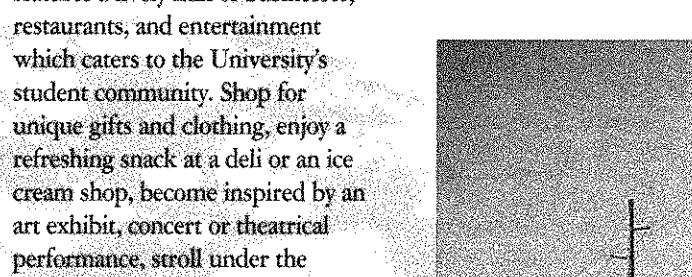 restaurants, and entertainment
which caters to the University's
student community. Shop for
unique gifts and clothing, enjoy a
refreshing snack at a deli or an ice
cream shop, become inspired by an
art exhibit, concert or theatrical
performance, stroll under the